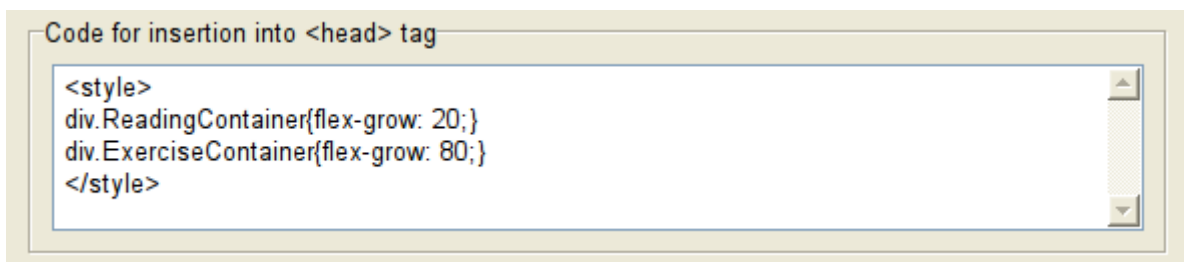 Code for insertion into <head> tag
<style>
div.ReadingContainer{flex-grow: 20;}
div.ExerciseContainer{flex-grow: 80;}
</style>